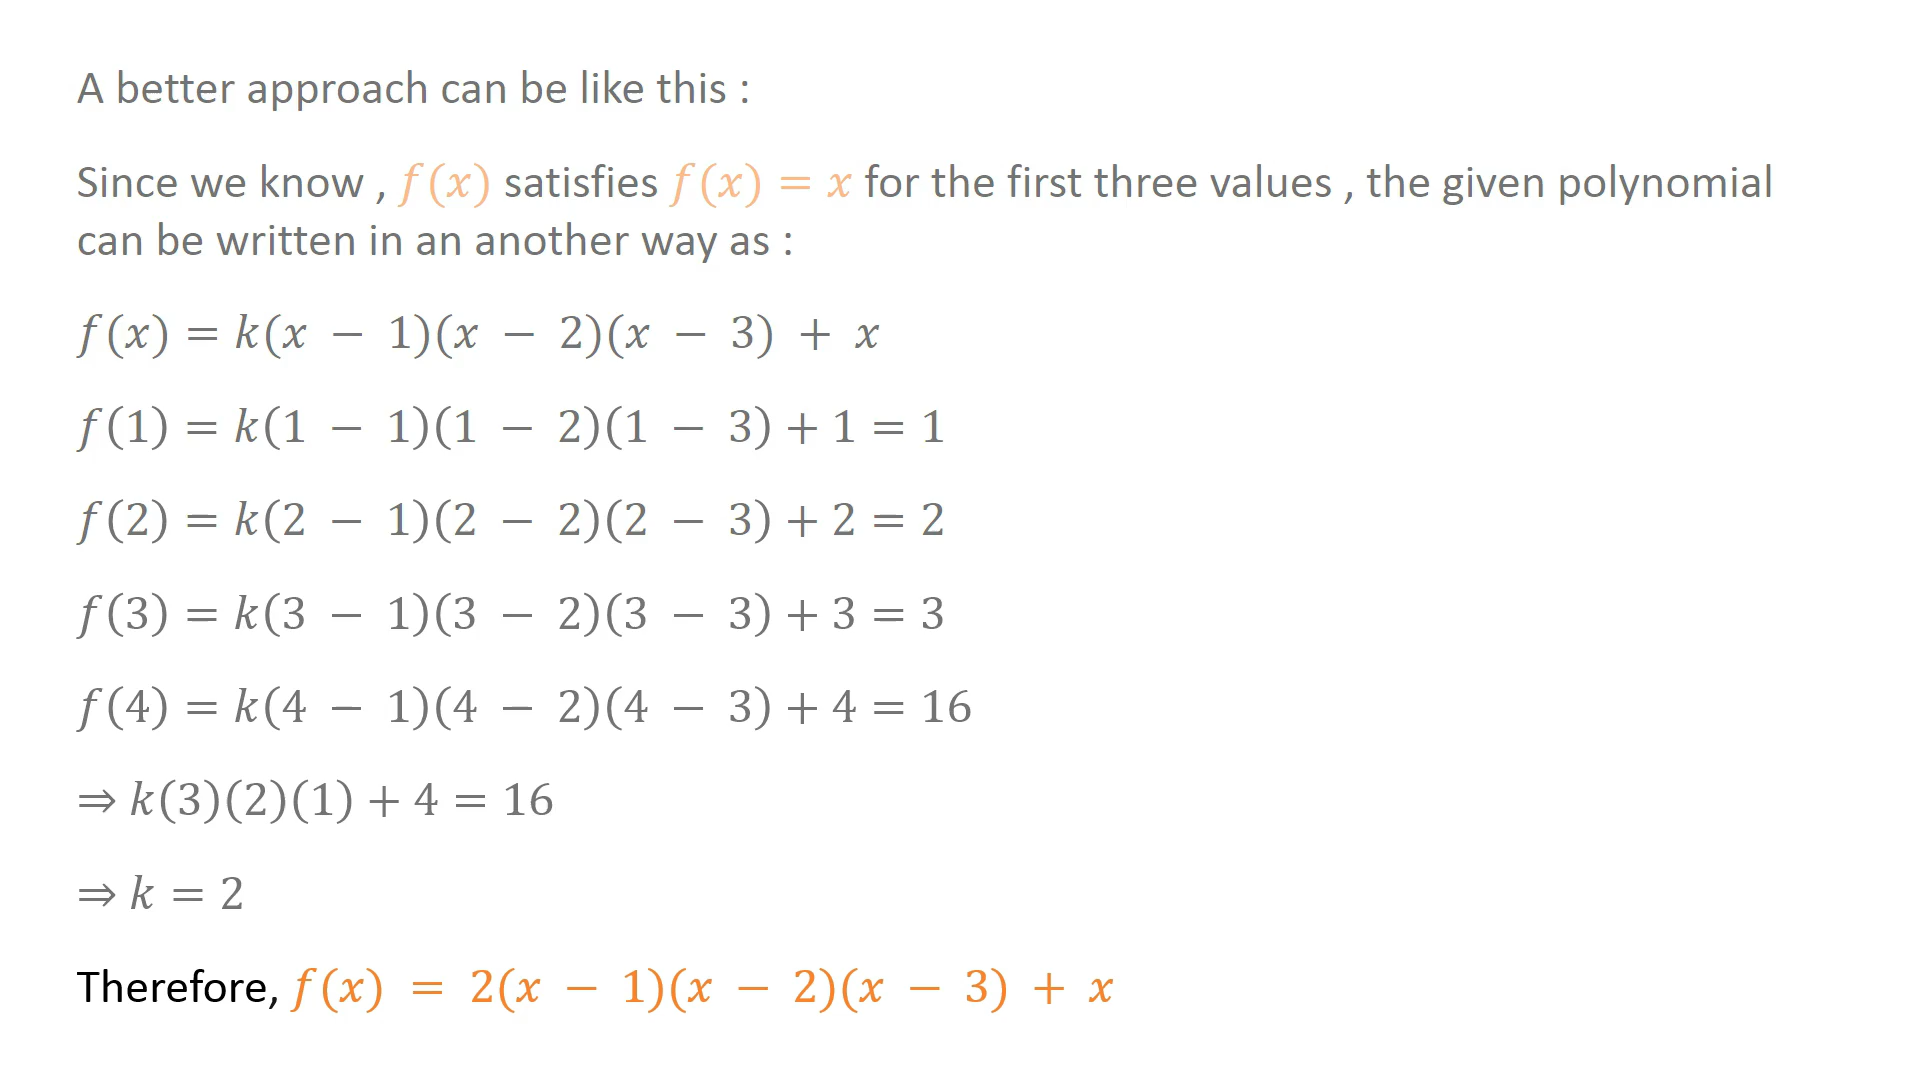 A better approach can be like this :
Since we know , f(x) satisfies f(x) = x for the first three values , the given polynomial
can be written in an another way as :
f(x) = k(x − 1)(x − 2)(x − 3) + x
f(1) = k(1 − 1)(1 − 2)(1 − 3) + 1 = 1
f(2) = k(2 − 1)(2 − 2)(2 − 3) + 2 = 2
f(3) = k(3 − 1)(3 − 2)(3 − 3) + 3 = 3
f(4) = k(4 − 1)(4 − 2)(4 − 3) + 4 = 16
⇒ k(3)(2)(1) + 4 = 16
⇒ k = 2
Therefore, f(x) = 2(x − 1)(x − 2)(x − 3) + x